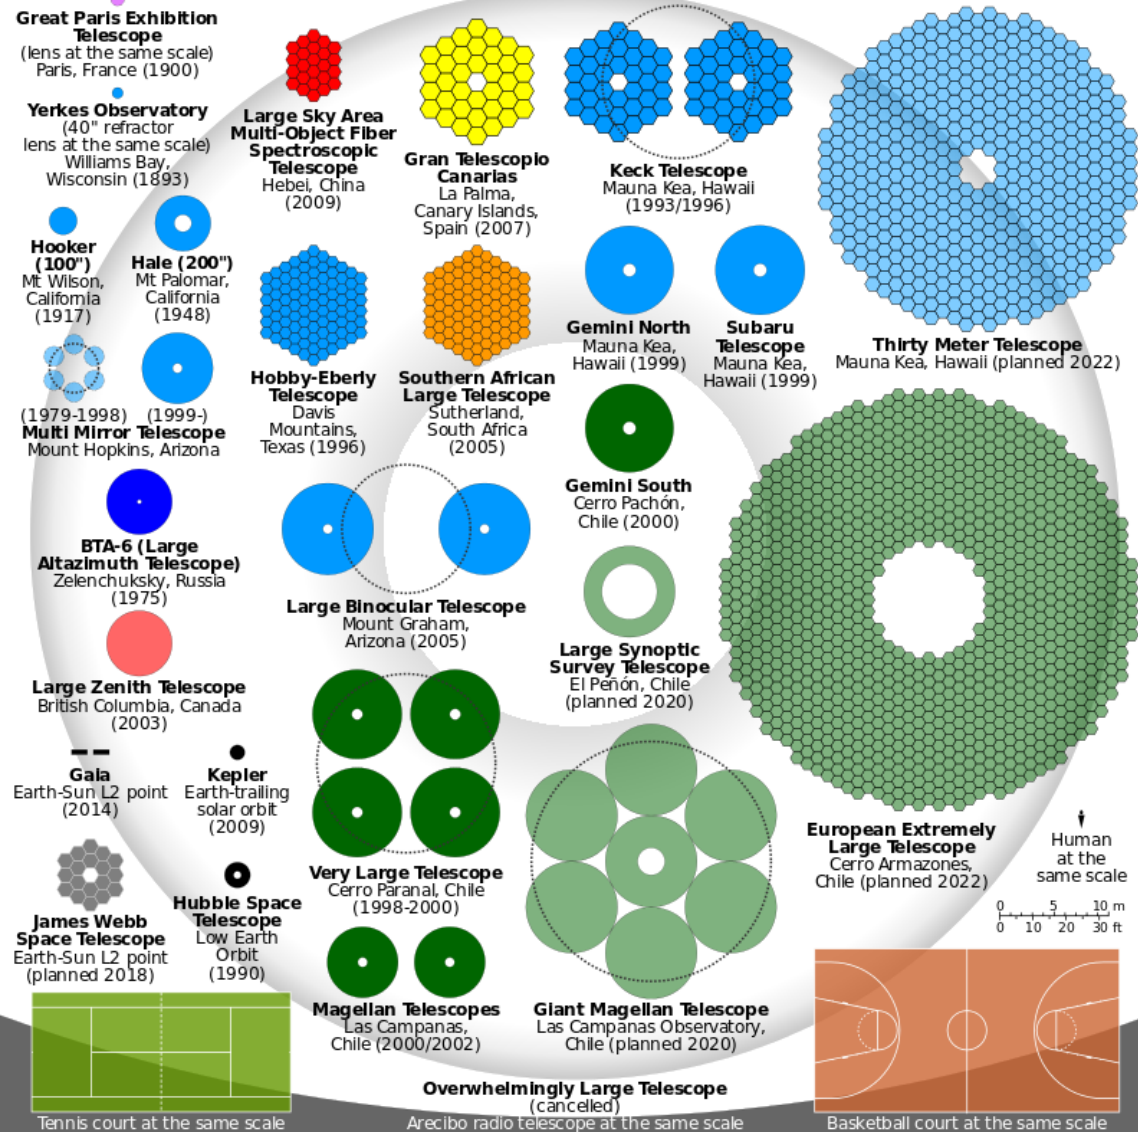 Great Paris Exhibition
Telescope
(lens at the same scale)
Paris, France (1900)
Yerkes Observatory
(40" refractor
lens at the same scale)
Williams Bay,
Wisconsin (1893)
Hooker
(100")
Mt Wilson,
California
(1917)
Hale (200")
Mt Palomar,
California
(1948)
(1979-1998) (1999-)
Multi Mirror Telescope
Mount Hopkins, Arizona
BTA-6 (Large
Altazimuth Telescope)
Zelenchuksky, Russia
(1975)
Large Zenith Telescope
British Columbia, Canada
(2003)
Gaia
Earth-Sun L2 point
(2014)
Kepler
Earth-trailing
solar orbit
(2009)
James Webb
Space Telescope
Earth-Sun L2 point
(planned 2018)
Hubble Space
Telescope
Low Earth
Orbit
(1990)
Large Sky Area
Multi-Object Fiber
Spectroscopic
Telescope
Hebei, China
(2009)
Gran Telescopio
Canarias
La Palma,
Canary Islands,
Spain (2007)
Keck Telescope
Mauna Kea, Hawaii
(1993/1996)
Hobby-Eberly
Telescope
Davis
Mountains,
Texas (1996)
Southern African
Large Telescope
Sutherland,
South Africa
(2005)
Gemini North
Mauna Kea,
Hawaii (1999)
Subaru
Telescope
Mauna Kea,
Hawaii (1999)
Thirty Meter Telescope
Mauna Kea, Hawaii (planned 2022)
Gemini South
Cerro Pachón,
Chile (2000)
Large Binocular Telescope
Mount Graham,
Arizona (2005)
Large Synoptic
Survey Telescope
El Peñón, Chile
(planned 2020)
Very Large Telescope
Cerro Paranal, Chile
(1998-2000)
Magellan Telescopes
Las Campanas,
Chile (2000/2002)
Giant Magellan Telescope
Las Campanas Observatory,
Chile (planned 2020)
European Extremely
Large Telescope
Cerro Armazones,
Chile (planned 2022)
Human
at the
same scale
0 5 10 m
0 10 20 30 ft
Overwhelmingly Large Telescope
(cancelled)
Tennis court at the same scale
Arecibo radio telescope at the same scale
Basketball court at the same scale